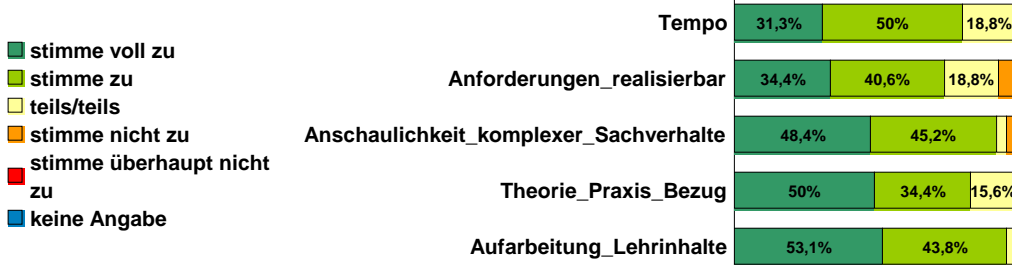 stimme voll zu
stimme zu
teils/teils
stimme nicht zu
stimme überhaupt nicht
zu
keine Angabe
Tempo 31,3% 50% 18,8%
Anforderungen_realisierbar 34,4% 40,6% 18,8%
Anschaulichkeit_komplexer_Sachverhalte 48,4% 45,2%
Theorie_Praxis_Bezug 50% 34,4% 15,6%
Aufarbeitung_Lehrinhalte 53,1% 43,8%